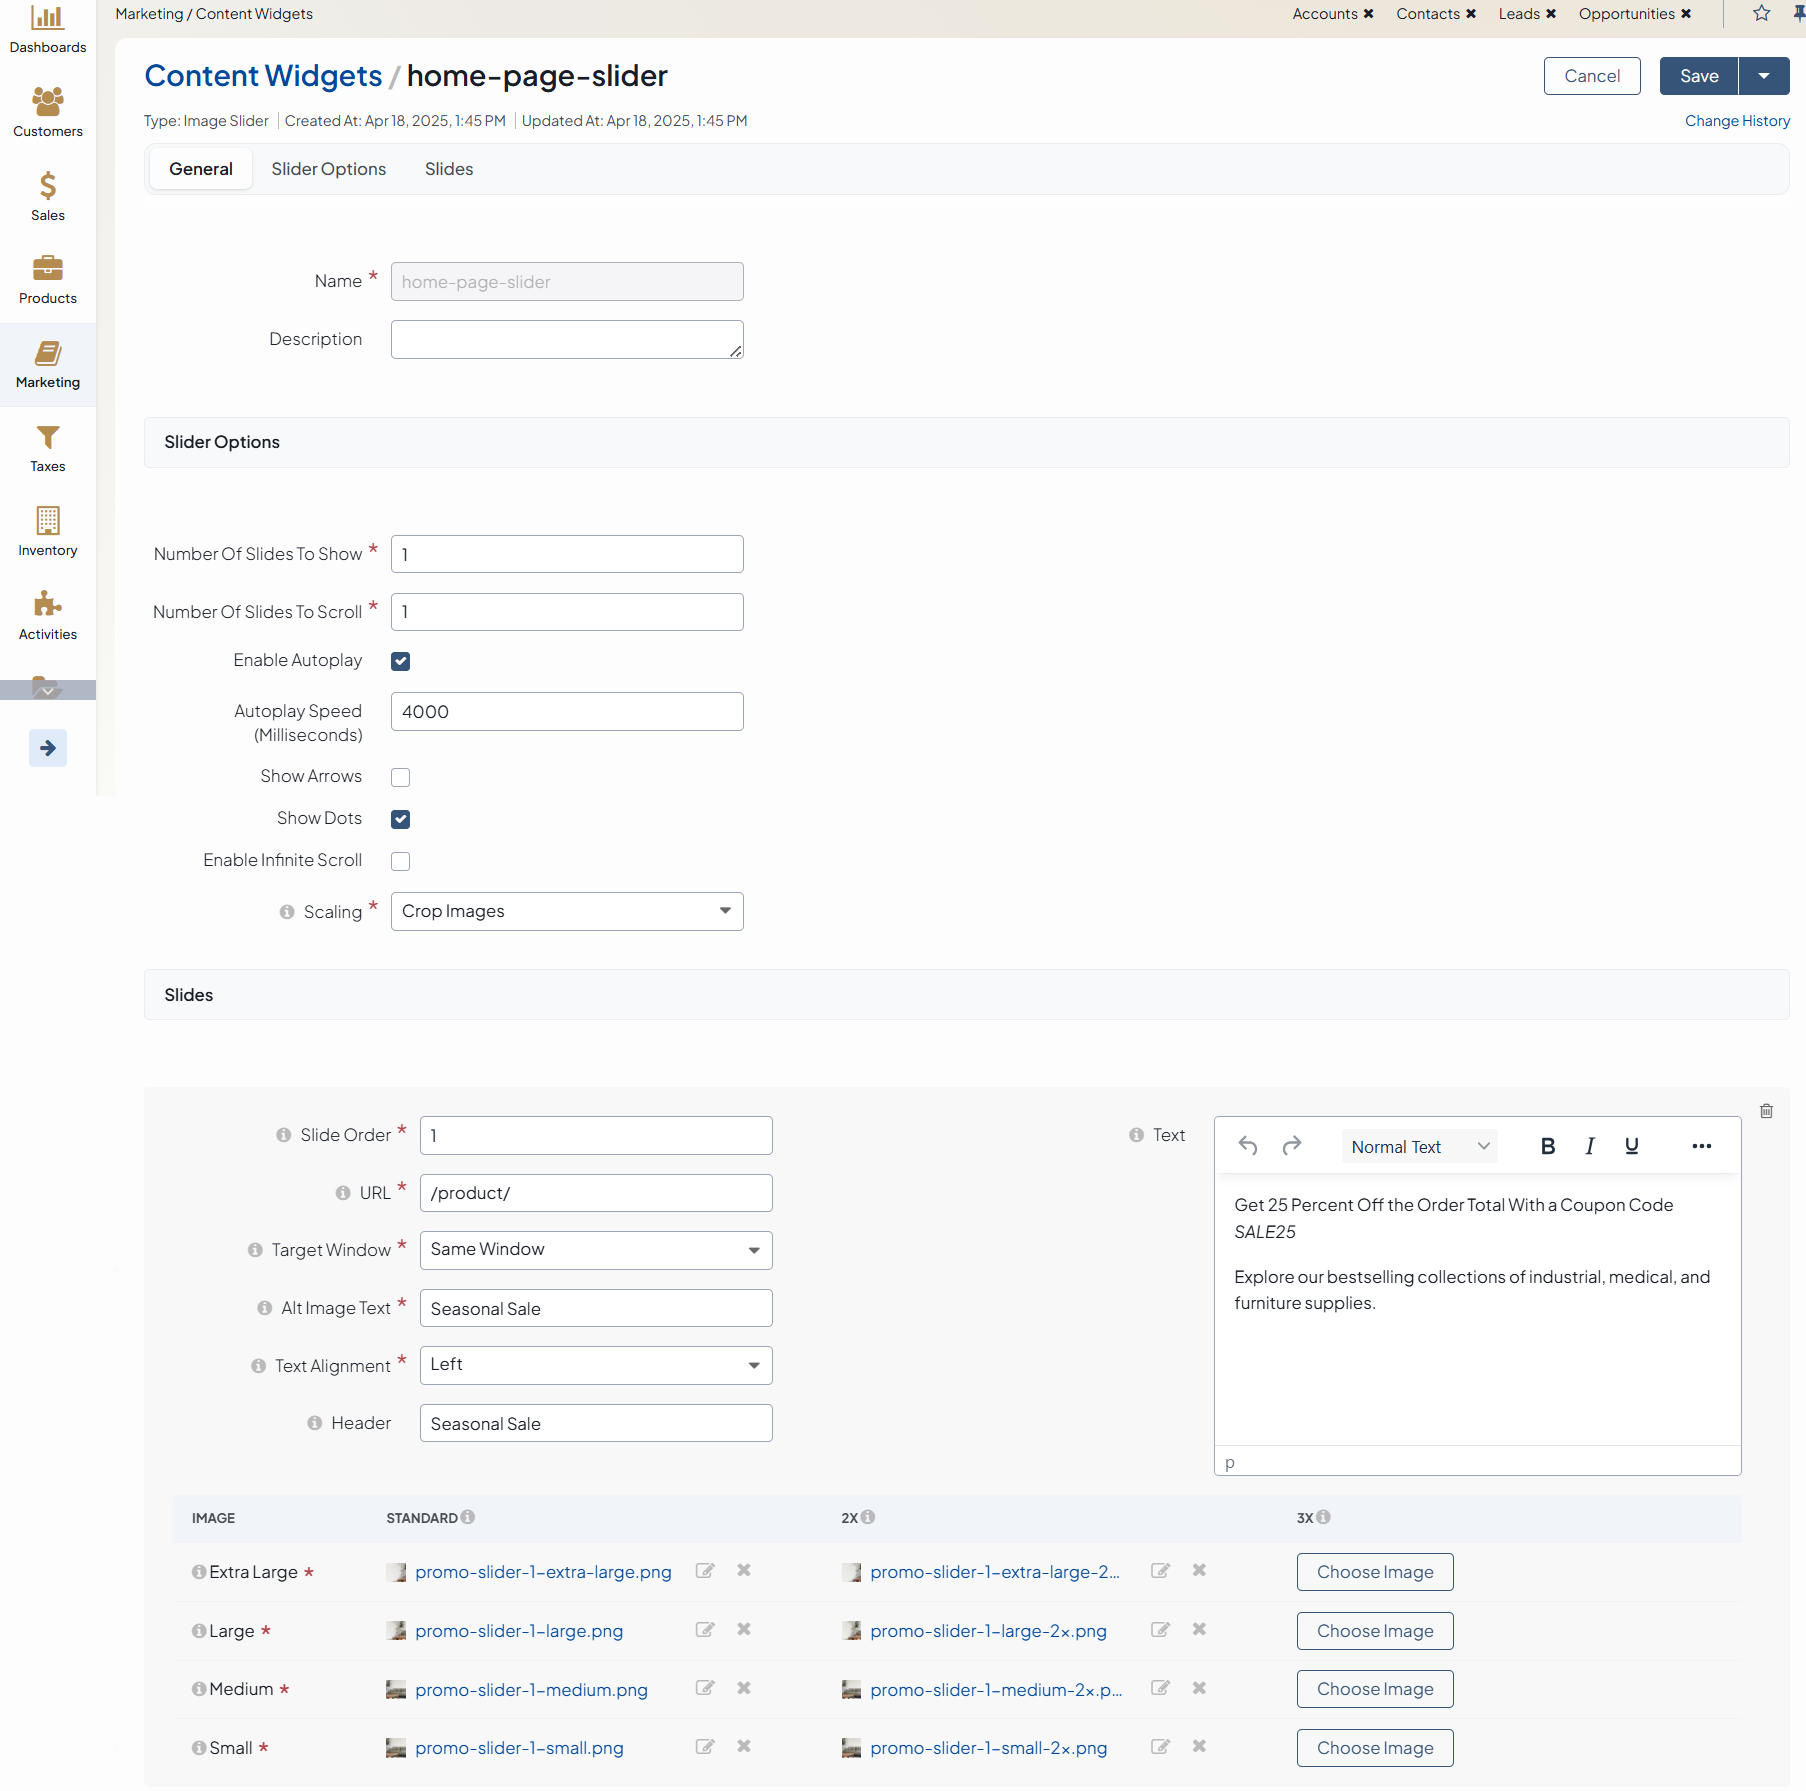 Marketing / Content Widgets
Accounts ✖ Contacts ✖ Leads ✖ Opportunities ✖
Dashboards
Customers
Sales
Products
Marketing
Taxes
Inventory
Activities
Content Widgets / home-page-slider
Cancel
Save
Type: Image Slider | Created At: Apr 18, 2025, 1:45 PM | Updated At: Apr 18, 2025, 1:45 PM
Change History
General Slider Options Slides
Name * home-page-slider
Description
Slider Options
Number Of Slides To Show * 1
Number Of Slides To Scroll * 1
Enable Autoplay
Autoplay Speed 4000
(Milliseconds)
Show Arrows
Show Dots
Enable Infinite Scroll
Scaling * Crop Images
Slides
Slide Order * 1
URL * /product/
Target Window * Same Window
Alt Image Text * Seasonal Sale
Text Alignment * Left
Header Seasonal Sale
Text
Normal Text B I U •••
Get 25 Percent Off the Order Total With a Coupon Code
SALE25
Explore our bestselling collections of industrial, medical, and
furniture supplies.
p
IMAGE STANDARD 2X 3X
Extra Large * promo-slider-1-extra-large.png promo-slider-1-extra-large-2... Choose Image
Large * promo-slider-1-large.png promo-slider-1-large-2x.png Choose Image
Medium * promo-slider-1-medium.png promo-slider-1-medium-2x.p... Choose Image
Small * promo-slider-1-small.png promo-slider-1-small-2x.png Choose Image